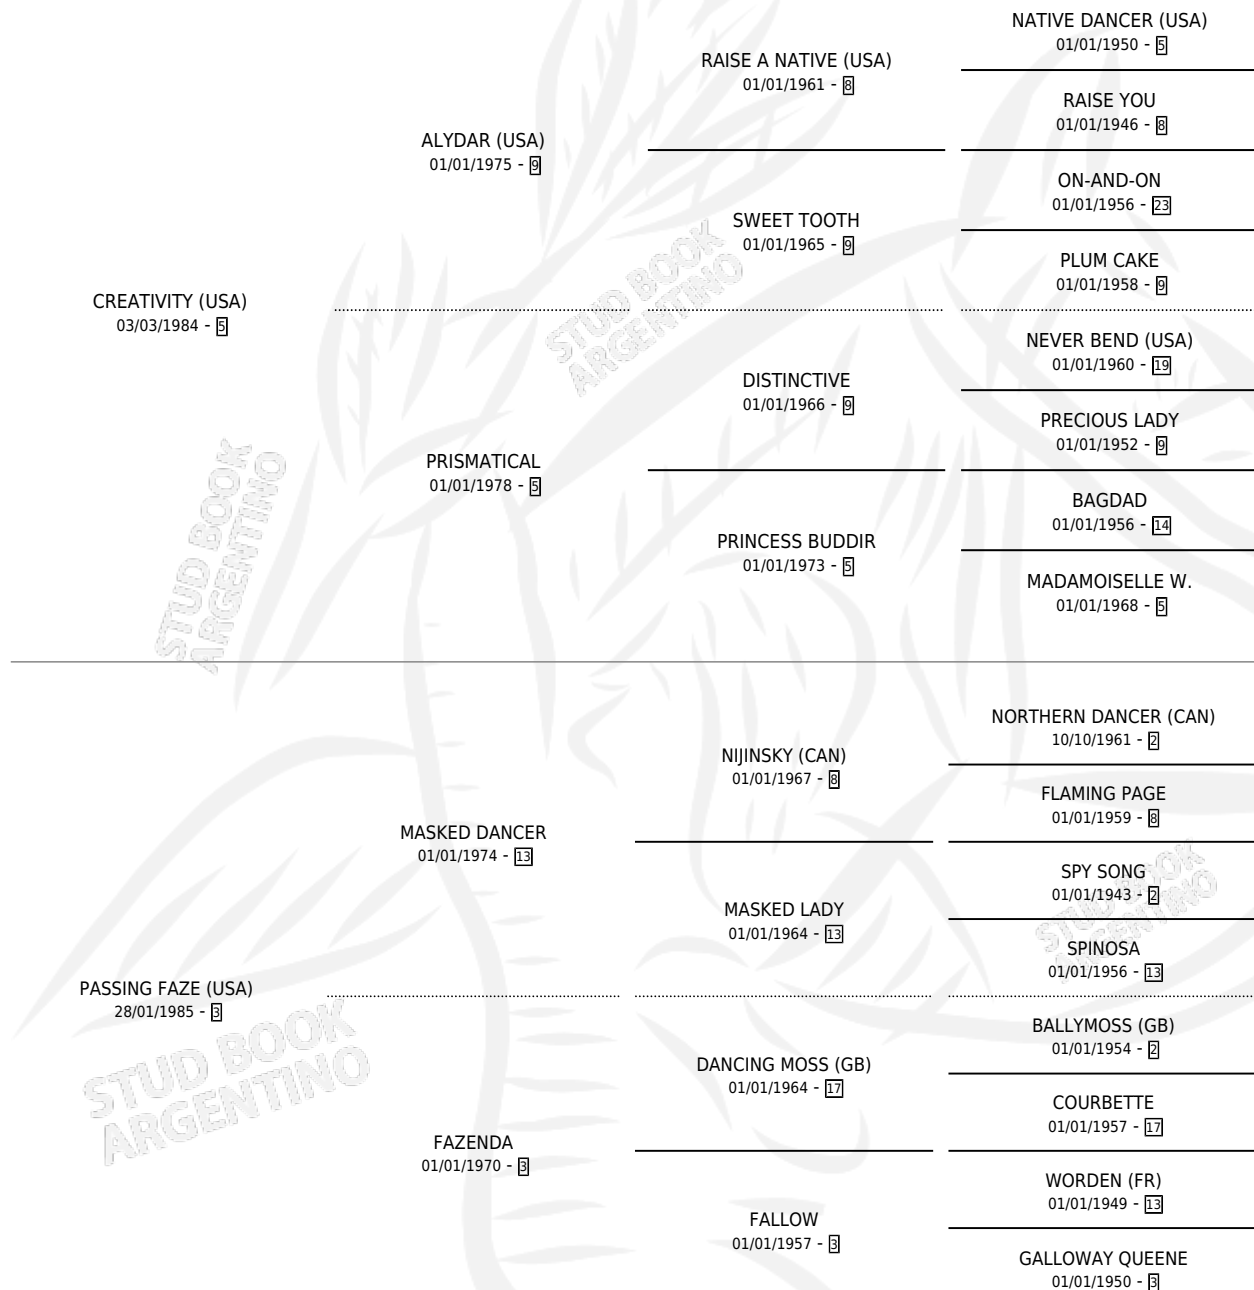 NATIVE DANCER (USA)
01/01/1950 - 5
RAISE A NATIVE (USA)
01/01/1961 - 8
RAISE YOU
01/01/1946 - 8
ALYDAR (USA)
01/01/1975 - 9
ON-AND-ON
01/01/1956 - 23
SWEET TOOTH
01/01/1965 - 9
PLUM CAKE
01/01/1958 - 9
CREATIVITY (USA)
03/03/1984 - 5
NEVER BEND (USA)
01/01/1960 - 19
DISTINCTIVE
01/01/1966 - 9
PRECIOUS LADY
01/01/1952 - 9
PRISMATICAL
01/01/1978 - 5
BAGDAD
01/01/1956 - 14
PRINCESS BUDDIR
01/01/1973 - 5
MADAMOISELLE W.
01/01/1968 - 5
NORTHERN DANCER (CAN)
10/10/1961 - 2
NIJINSKY (CAN)
01/01/1967 - 8
FLAMING PAGE
01/01/1959 - 8
MASKED DANCER
01/01/1974 - 13
SPY SONG
01/01/1943 - 2
MASKED LADY
01/01/1964 - 13
SPINOSA
01/01/1956 - 13
PASSING FAZE (USA)
28/01/1985 - 3
BALLYMOSS (GB)
01/01/1954 - 2
DANCING MOSS (GB)
01/01/1964 - 17
COURBETTE
01/01/1957 - 17
FAZENDA
01/01/1970 - 3
WORDEN (FR)
01/01/1949 - 13
FALLOW
01/01/1957 - 3
GALLOWAY QUEENE
01/01/1950 - 3
STUD BOOK
ARGENTINO
STUD BOOK
ARGENTINO
STUD BOOK
ARGENTINO
STUD BOOK
ARGENTINO